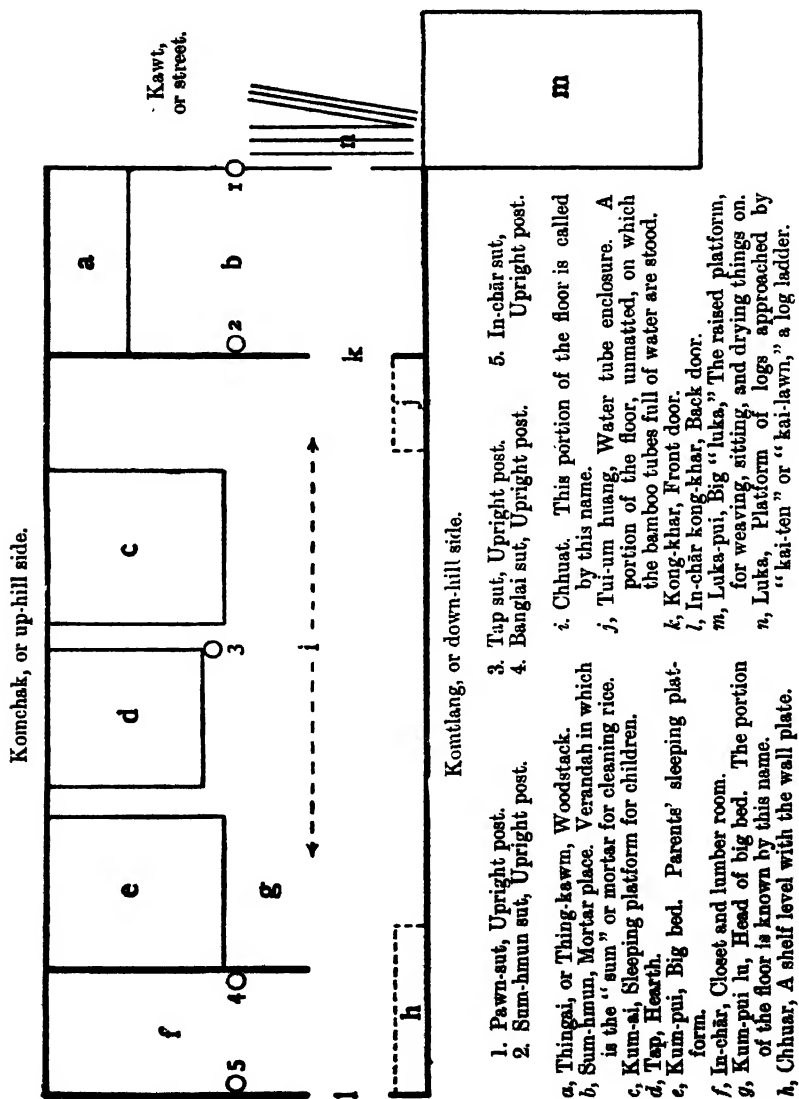 Komchak, or up-hill side.
Kawt,
or street.
a
b
c
d
e
f
g
h
i
j
k
l
m
n
1
2
3
4
5
Komtlang, or down-hill side.
1. Pawn-sut, Upright post.
2. Sum-hmun sut, Upright post.
3. Tap sut, Upright post.
4. Banglai sut, Upright post.
5. In-chār sut,
Upright post.
a, Thingai, or Thing-kawm, Woodstack.
b, Sum-hmun, Mortar place. Verandah in which
is the “sum” or mortar for cleaning rice.
c, Kum-ai, Sleeping platform for children.
d, Tap, Hearth.
e, Kum-pui, Big bed. Parents' sleeping plat-
form.
f, In-chār, Closet and lumber room.
g, Kum-pui lu, Head of big bed. The portion
of the floor is known by this name.
h, Chhuar, A shelf level with the wall plate.
i. Chhuat. This portion of the floor is called
by this name.
j, Tui-um huang, Water tube enclosure. A
portion of the floor, unmatted, on which
the bamboo tubes full of water are stood.
k, Kong-khar, Front door.
l, In-chār kong-khar, Back door.
m, Luka-pui, Big “luka,” The raised platform,
for weaving, sitting, and drying things on.
n, Luka, Platform of logs approached by
“kai-ten” or “kai-lawn,” a log ladder.